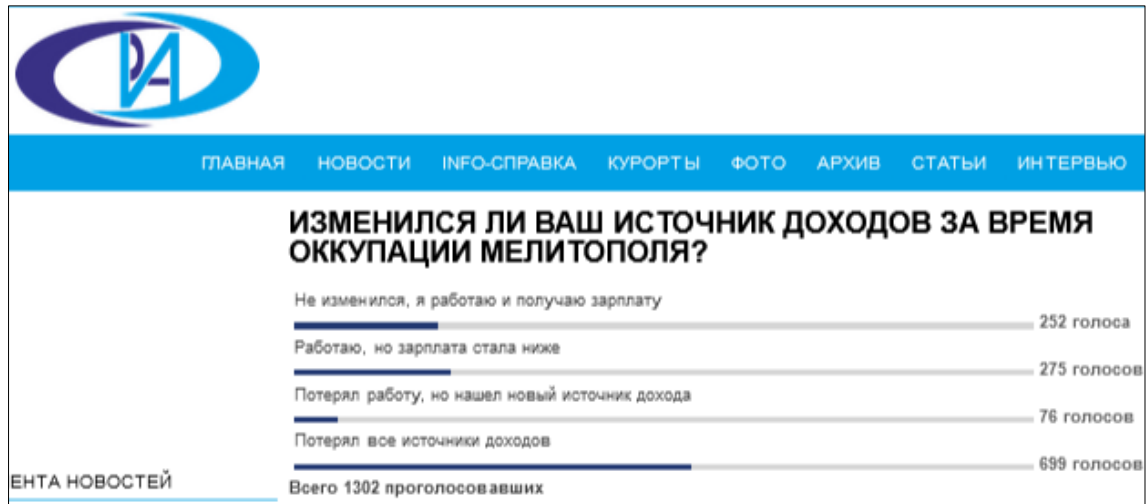 РИА
ГЛАВНАЯ НОВОСТИ INFO-СПРАВКА КУРОРТЫ ФОТО АРХИВ СТАТЬИ ИНТЕРВЬЮ
ИЗМЕНИЛСЯ ЛИ ВАШ ИСТОЧНИК ДОХОДОВ ЗА ВРЕМЯ
ОККУПАЦИИ МЕЛИТОПОЛЯ?
Не изменился, я работаю и получаю зарплату
252 голоса
Работаю, но зарплата стала ниже
275 голосов
Потерял работу, но нашел новый источник дохода
76 голосов
Потерял все источники доходов
699 голосов
ЕНТА НОВОСТЕЙ
Всего 1302 проголосовавших